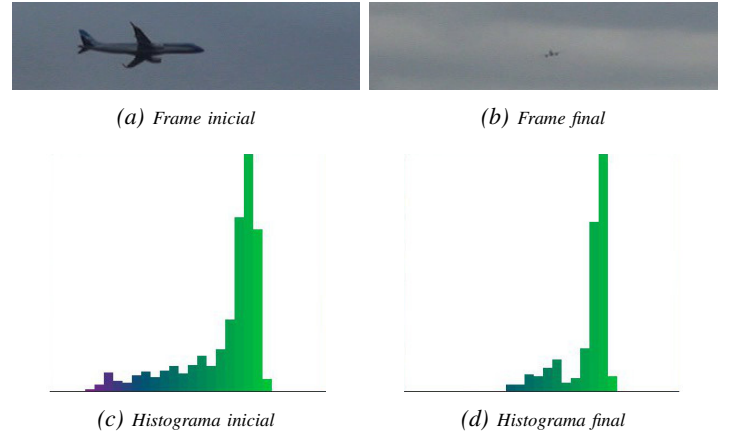 (a) Frame inicial
(b) Frame final
(c) Histograma inicial
(d) Histograma final